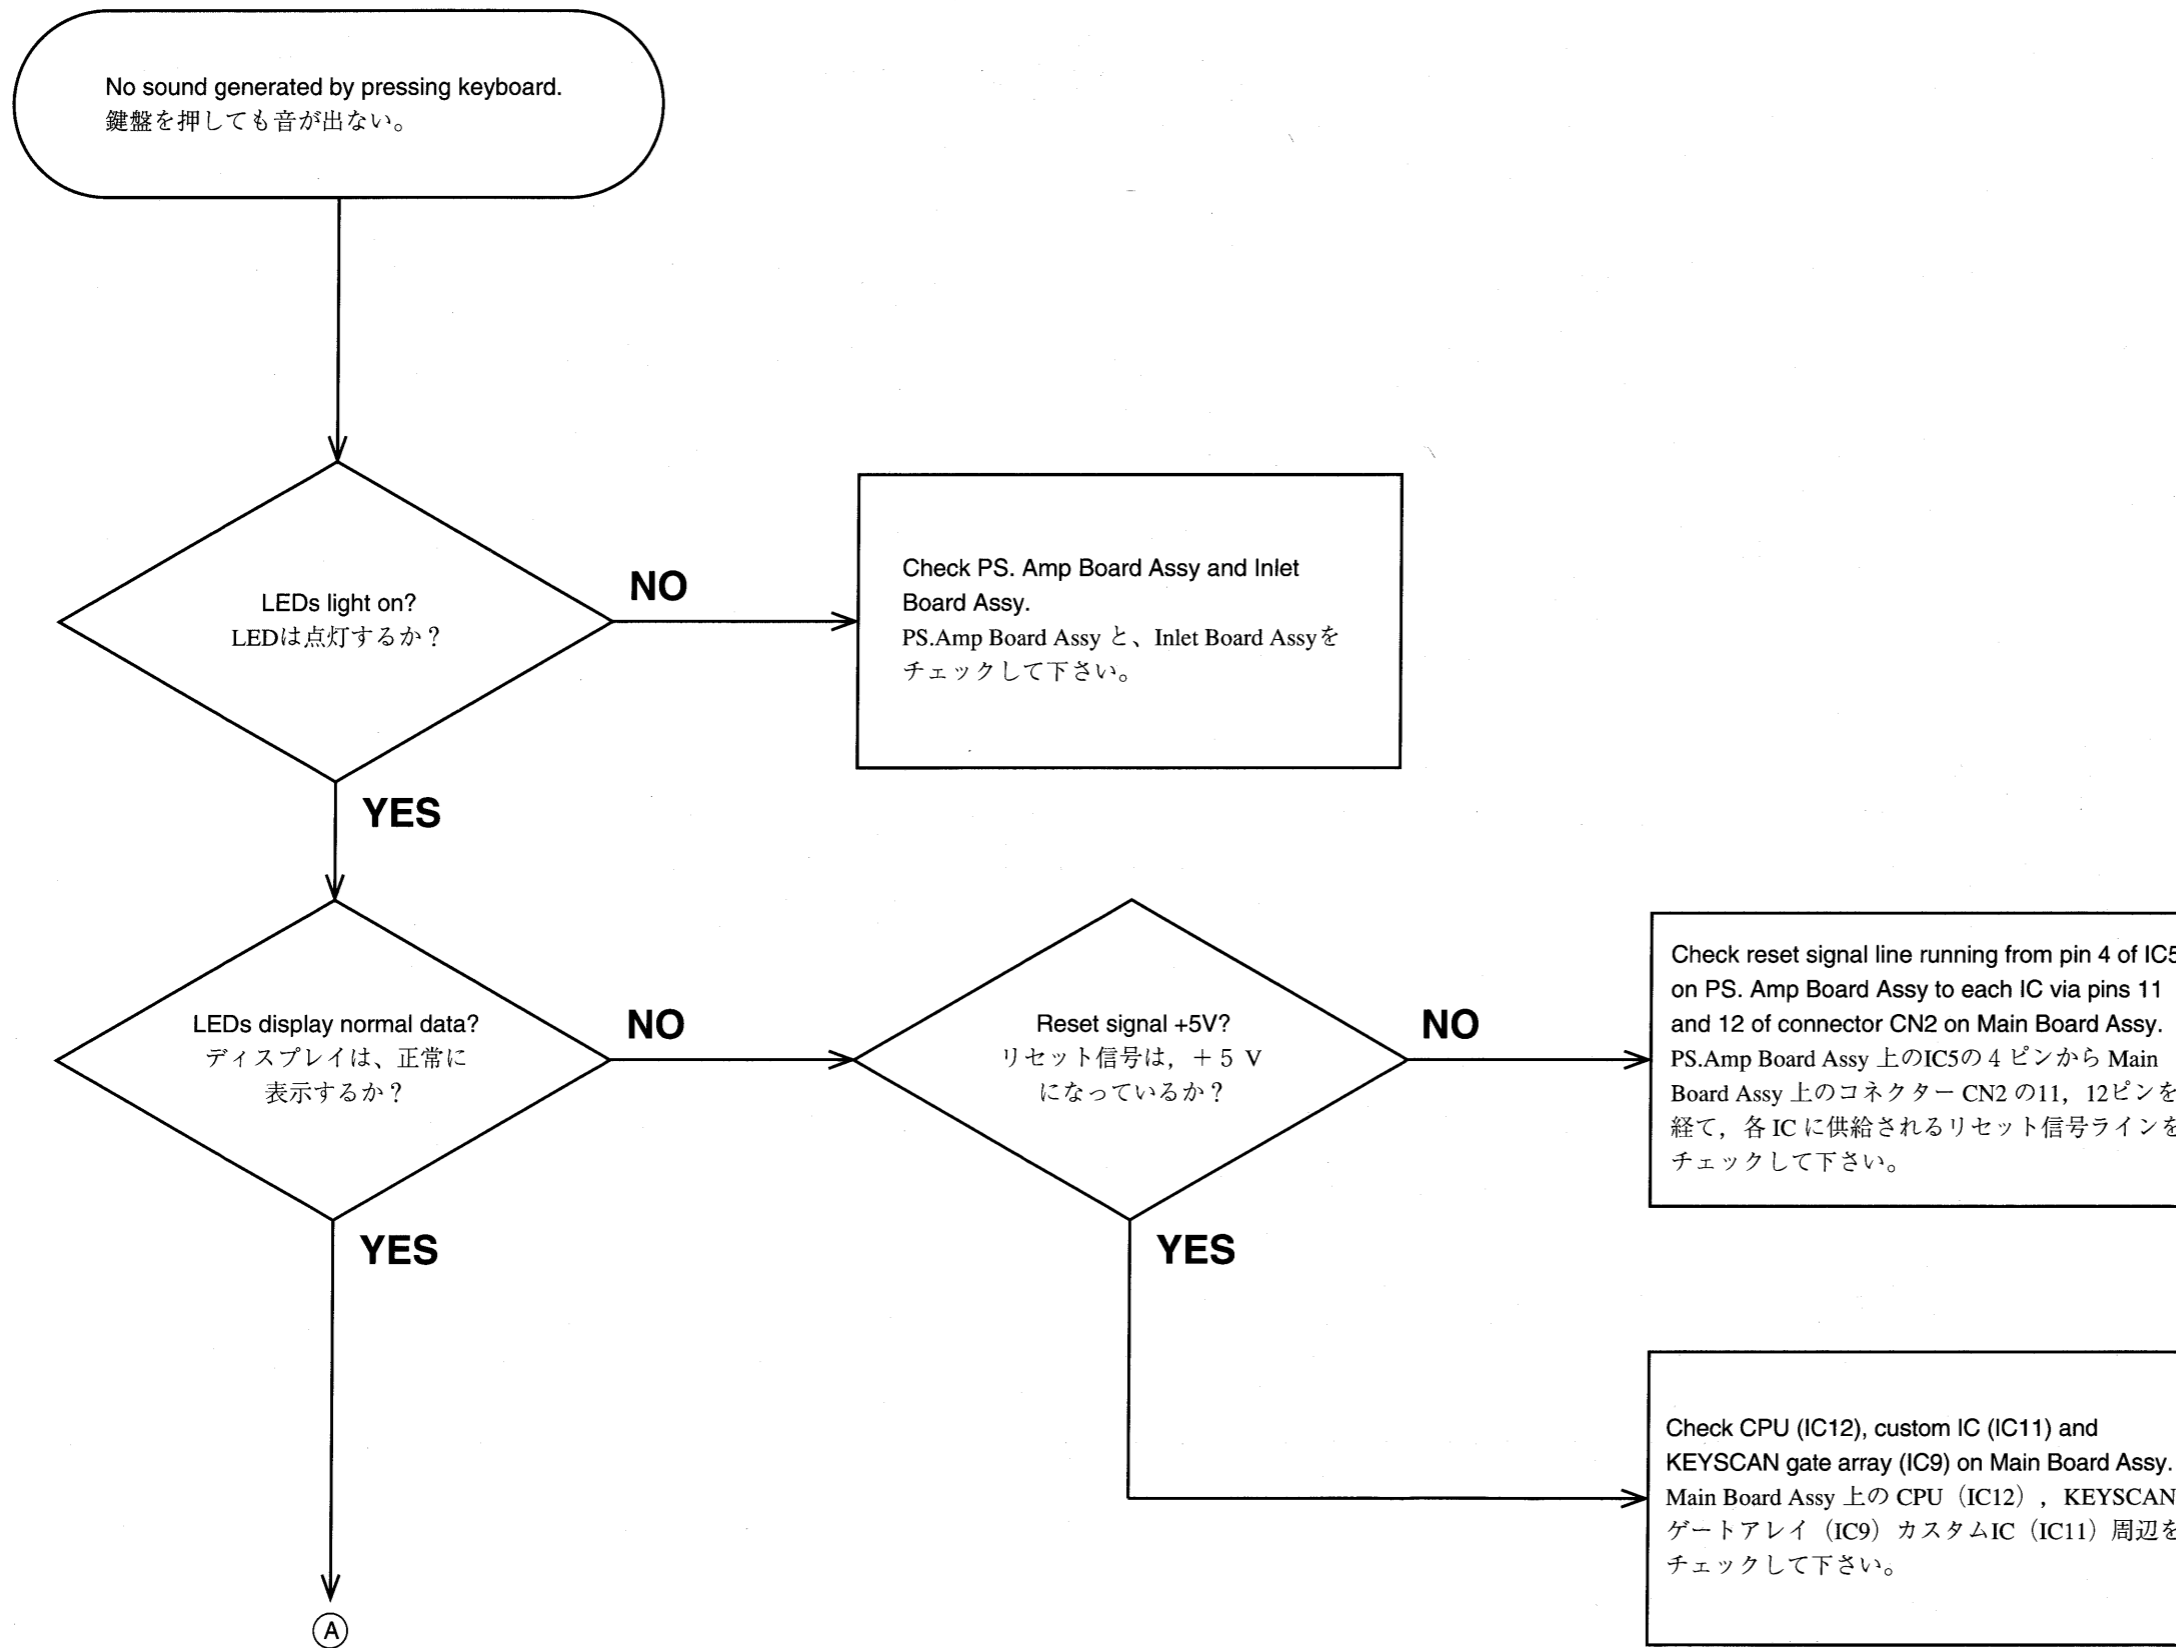 No sound generated by pressing keyboard.
鍵盤を押しても音が出ない。
LEDs light on?
LEDは点灯するか？
NO
Check PS. Amp Board Assy and Inlet
Board Assy.
PS.Amp Board Assy と、Inlet Board Assyを
チェックして下さい。
YES
LEDs display normal data?
ディスプレイは、正常に
表示するか？
NO
Reset signal +5V?
リセット信号は，＋５ V
になっているか？
NO
Check reset signal line running from pin 4 of IC5
on PS. Amp Board Assy to each IC via pins 11
and 12 of connector CN2 on Main Board Assy.
PS.Amp Board Assy 上のIC5の４ピンから Main
Board Assy 上のコネクター CN2 の11，12ピンを
経て，各 IC に供給されるリセット信号ラインを
チェックして下さい。
YES
YES
Check CPU (IC12), custom IC (IC11) and
KEYSCAN gate array (IC9) on Main Board Assy.
Main Board Assy 上の CPU（IC12），KEYSCAN
ゲートアレイ（IC9）カスタムIC（IC11）周辺を
チェックして下さい。
A